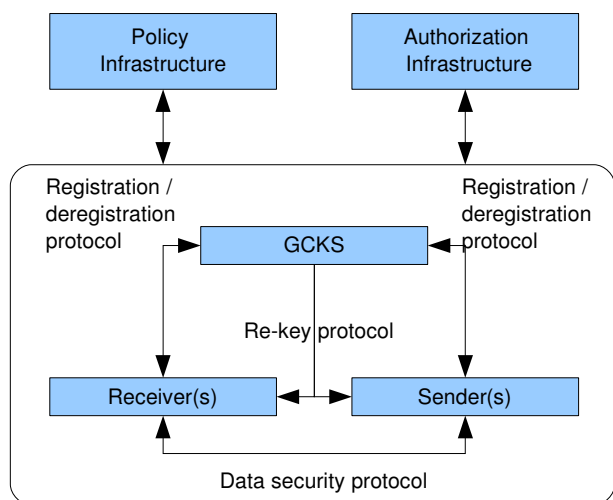 Policy
Infrastructure
Authorization
Infrastructure
Registration /
deregistration
protocol
Registration /
deregistration
protocol
GCKS
Re-key protocol
Receiver(s)
Sender(s)
Data security protocol